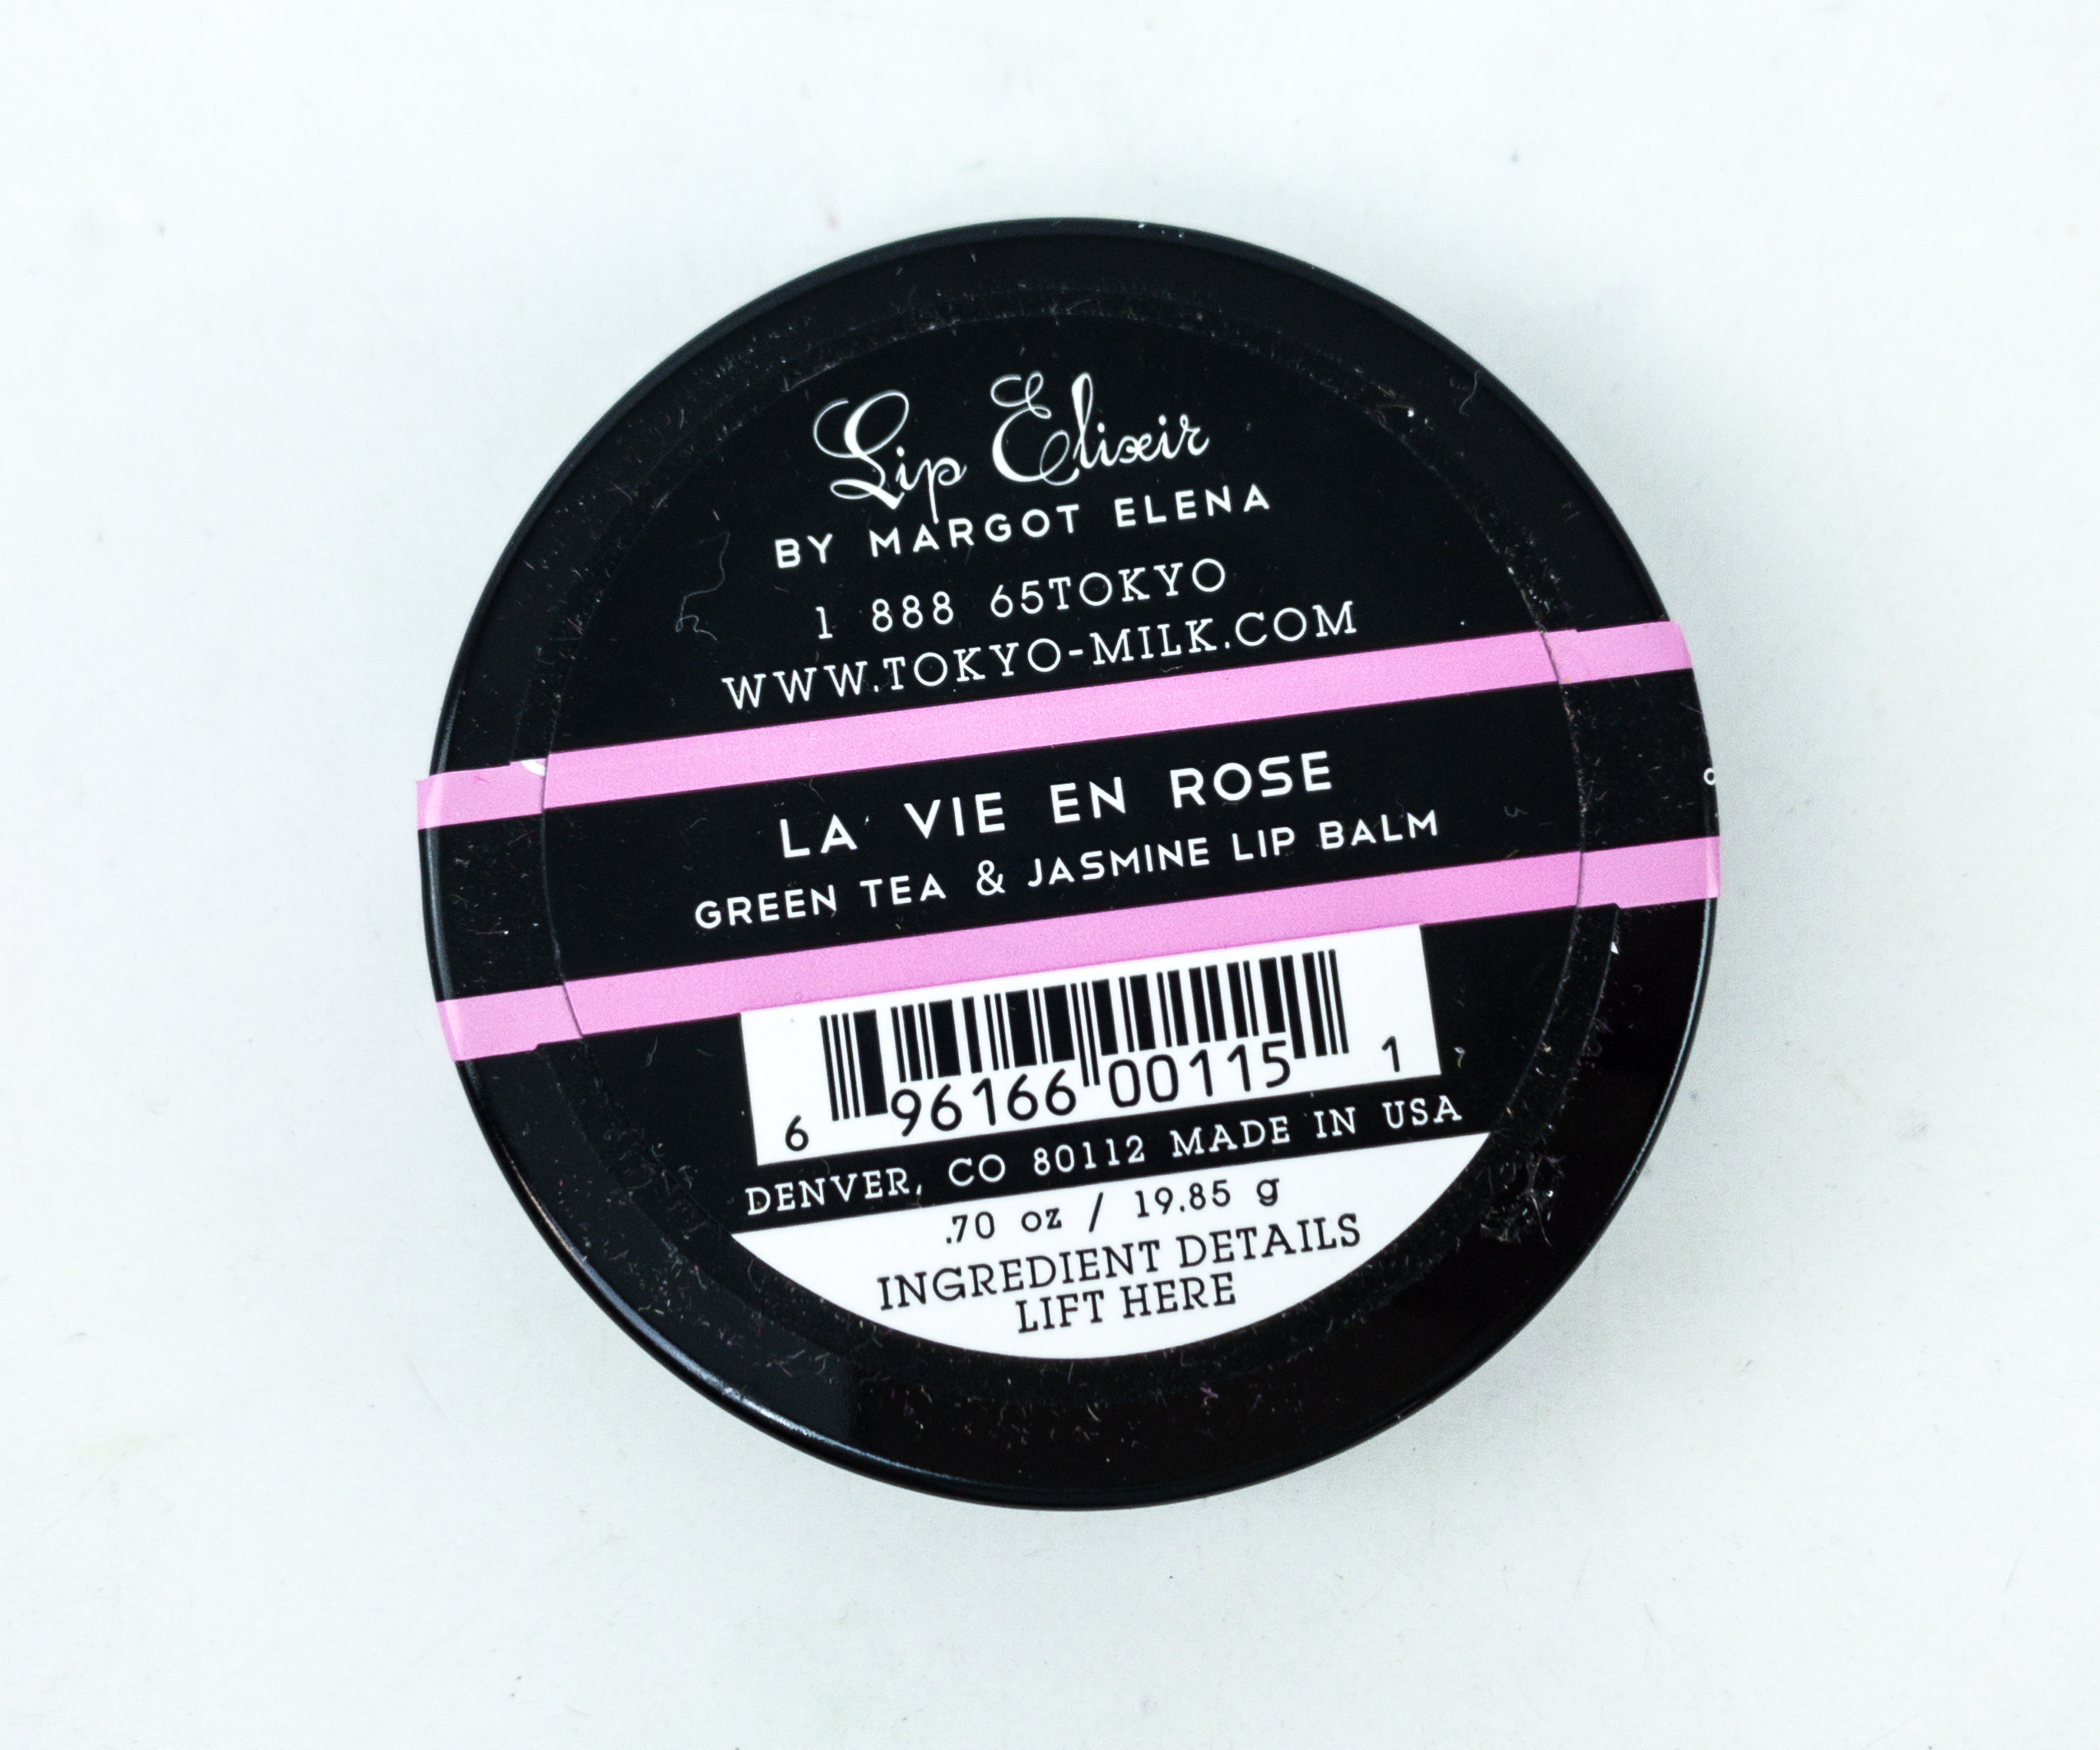 Lip Elixir
BY MARGOT ELENA
1 888 65TOKYO
WWW.TOKYO-MILK.COM
LA VIE EN ROSE
GREEN TEA & JASMINE LIP BALM
6 96166 00115 1
DENVER, CO 80112 MADE IN USA
.70 oz / 19.85 g
INGREDIENT DETAILS
LIFT HERE